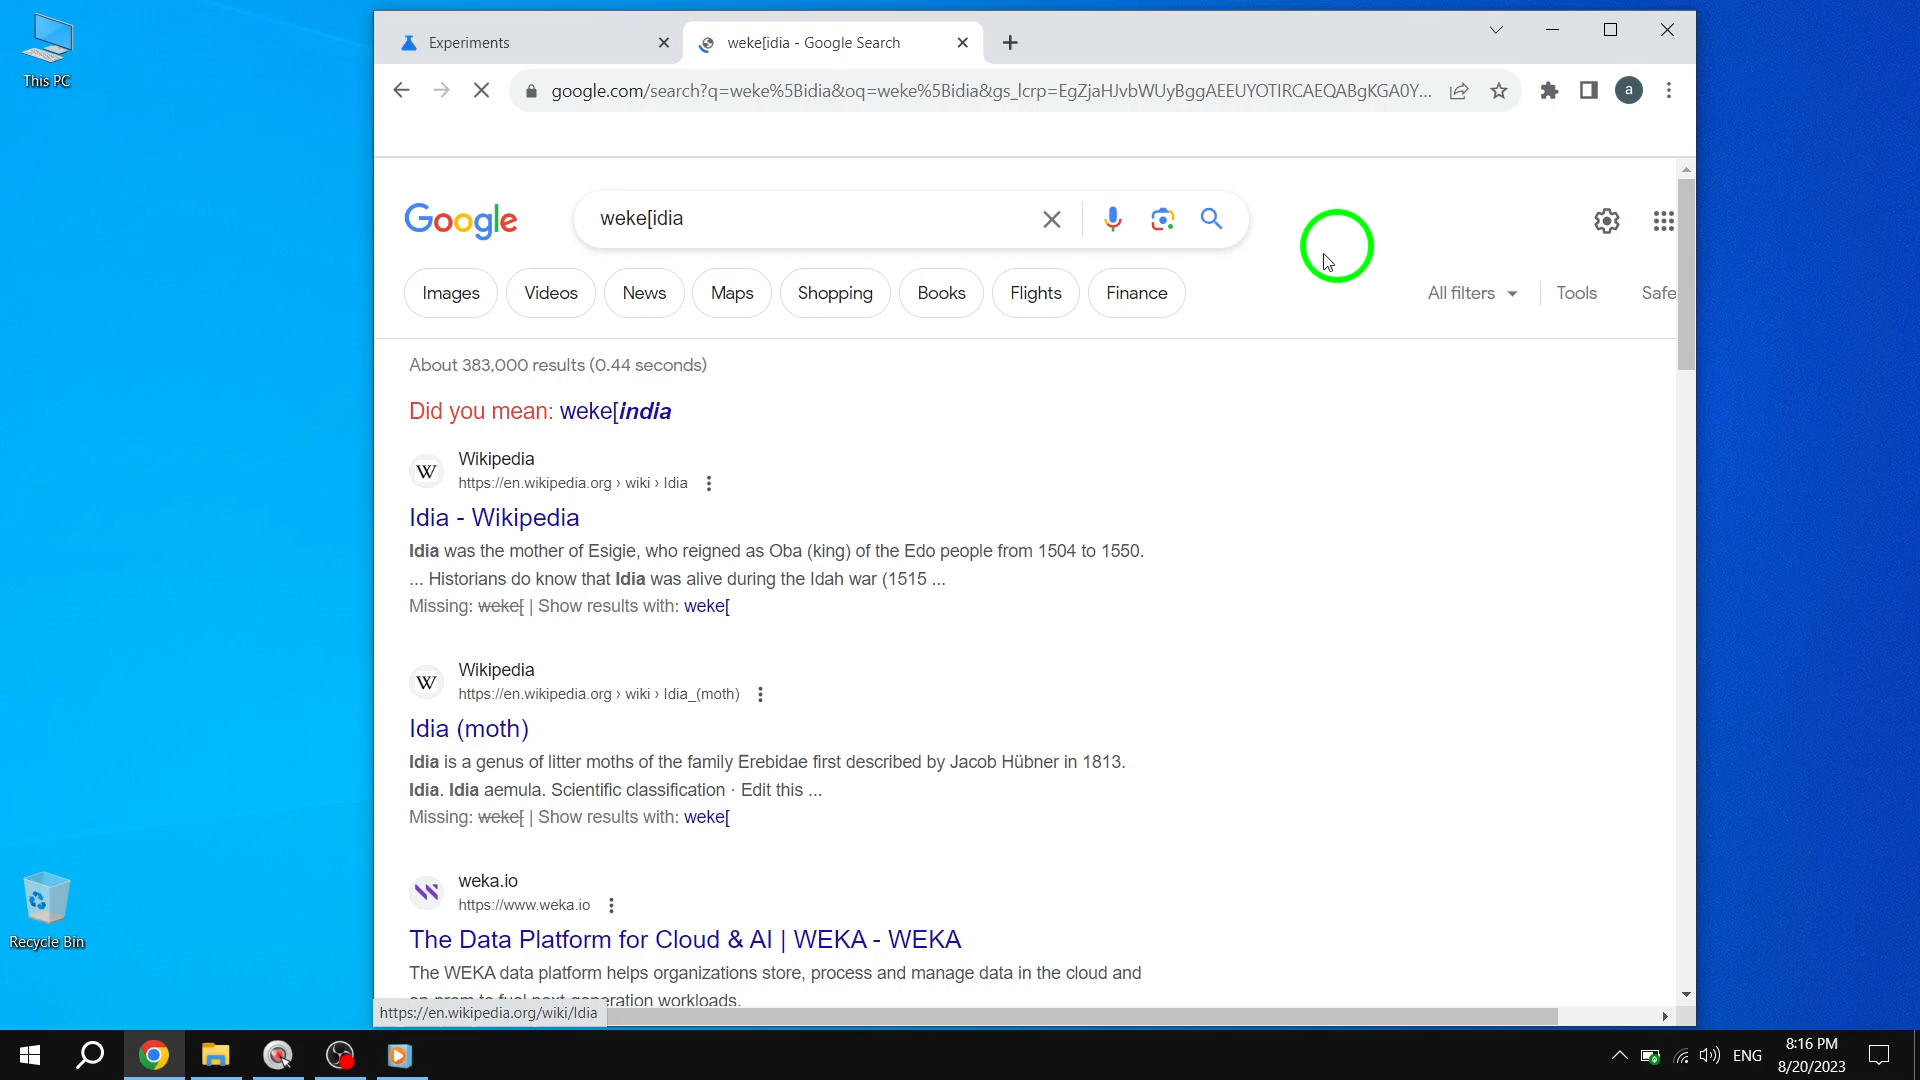 This PC
Experiments
weke[idia - Google Search
google.com/search?q=weke%5Bidia&oq=weke%5Bidia&gs_lcrp=EgZjaHJvbWUyBggAEEUYOTIRCAEQABgKGA0Y...
a
Google
weke[idia
Images
Videos
News
Maps
Shopping
Books
Flights
Finance
All filters
Tools
Safe
About 383,000 results (0.44 seconds)
Did you mean: weke[india
W
Wikipedia
https://en.wikipedia.org › wiki › Idia
Idia - Wikipedia
Idia was the mother of Esigie, who reigned as Oba (king) of the Edo people from 1504 to 1550.
... Historians do know that Idia was alive during the Idah war (1515 ...
Missing: weke[ | Show results with: weke[
W
Wikipedia
https://en.wikipedia.org › wiki › Idia_(moth)
Idia (moth)
Idia is a genus of litter moths of the family Erebidae first described by Jacob Hübner in 1813.
Idia. Idia aemula. Scientific classification · Edit this ...
Missing: weke[ | Show results with: weke[
weka.io
https://www.weka.io
The Data Platform for Cloud & AI | WEKA - WEKA
The WEKA data platform helps organizations store, process and manage data in the cloud and
on-prem to fuel next-generation workloads.
https://en.wikipedia.org/wiki/Idia
Recycle Bin
ENG
8:16 PM
8/20/2023